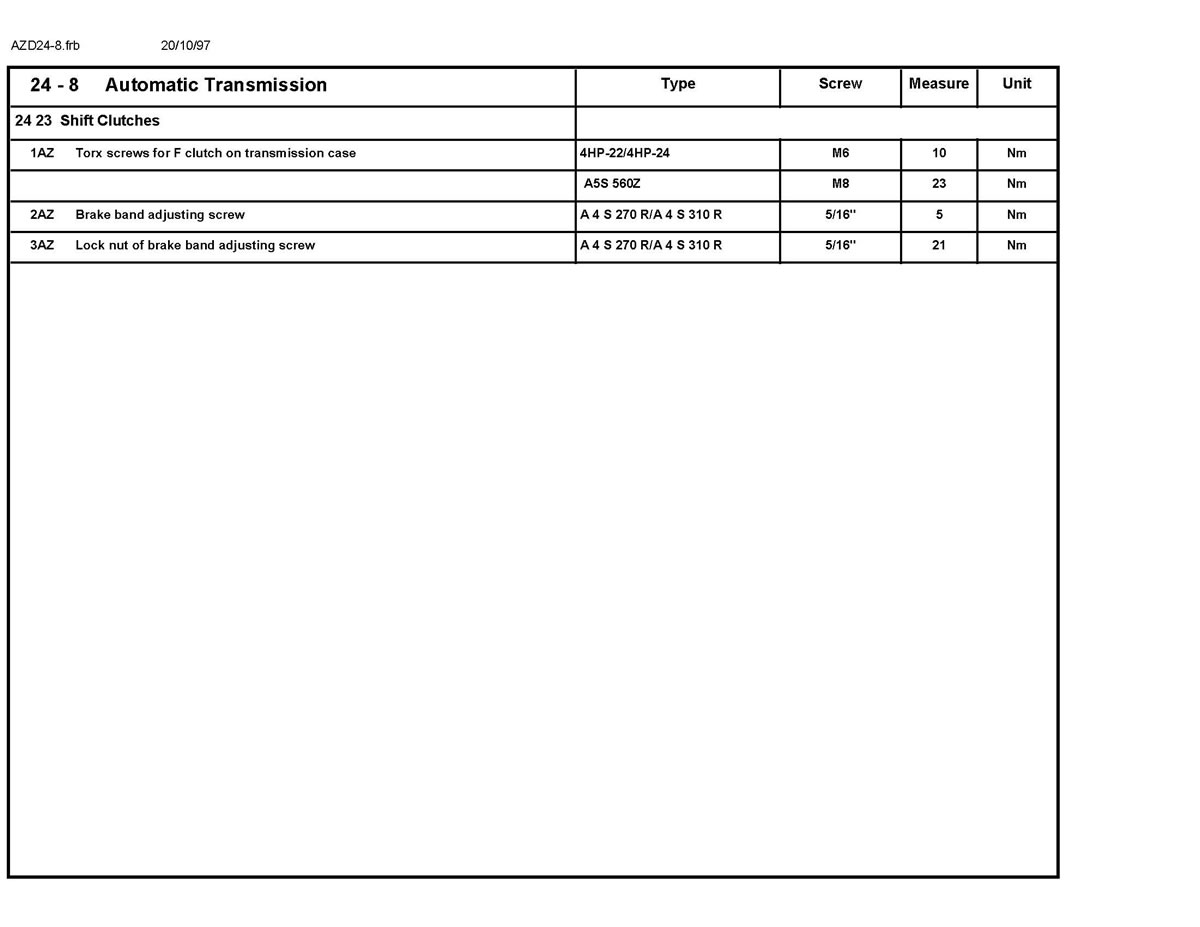 AZD24-8.frb 20/10/97
24 - 8 Automatic Transmission Type Screw Measure Unit
24 23 Shift Clutches
1AZ Torx screws for F clutch on transmission case 4HP-22/4HP-24 M6 10 Nm
A5S 560Z M8 23 Nm
2AZ Brake band adjusting screw A 4 S 270 R/A 4 S 310 R 5/16" 5 Nm
3AZ Lock nut of brake band adjusting screw A 4 S 270 R/A 4 S 310 R 5/16" 21 Nm